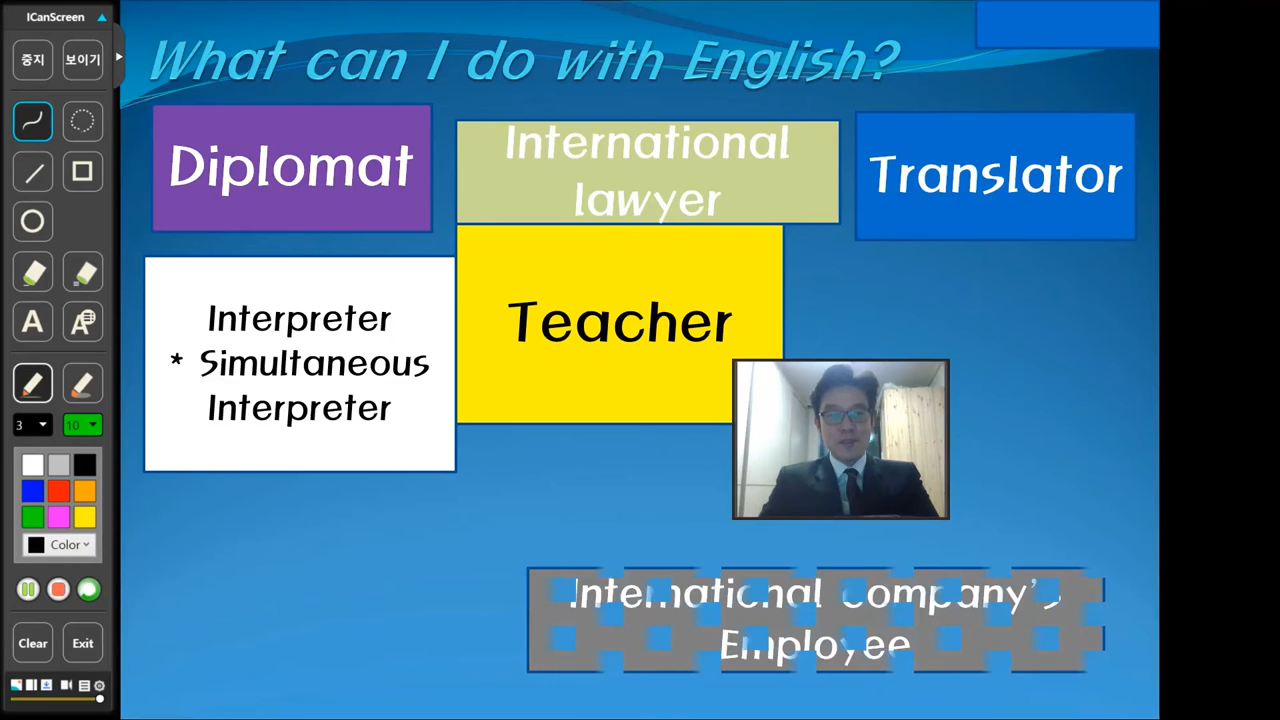 ICanScreen
중지 보이기
What can I do with English?
Diplomat
International
lawyer
Translator
Interpreter
* Simultaneous
Interpreter
Teacher
International company's
Employee
A A
3 10
Color
Clear Exit